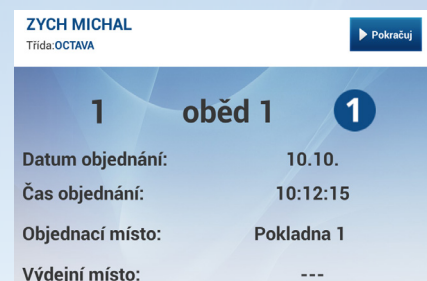 ZYCH MICHAL
Třída:OCTAVA
Pokračuj
1 oběd 1 1
Datum objednání: 10.10.
Čas objednání: 10:12:15
Objednací místo: Pokladna 1
Výdejní místo: ---